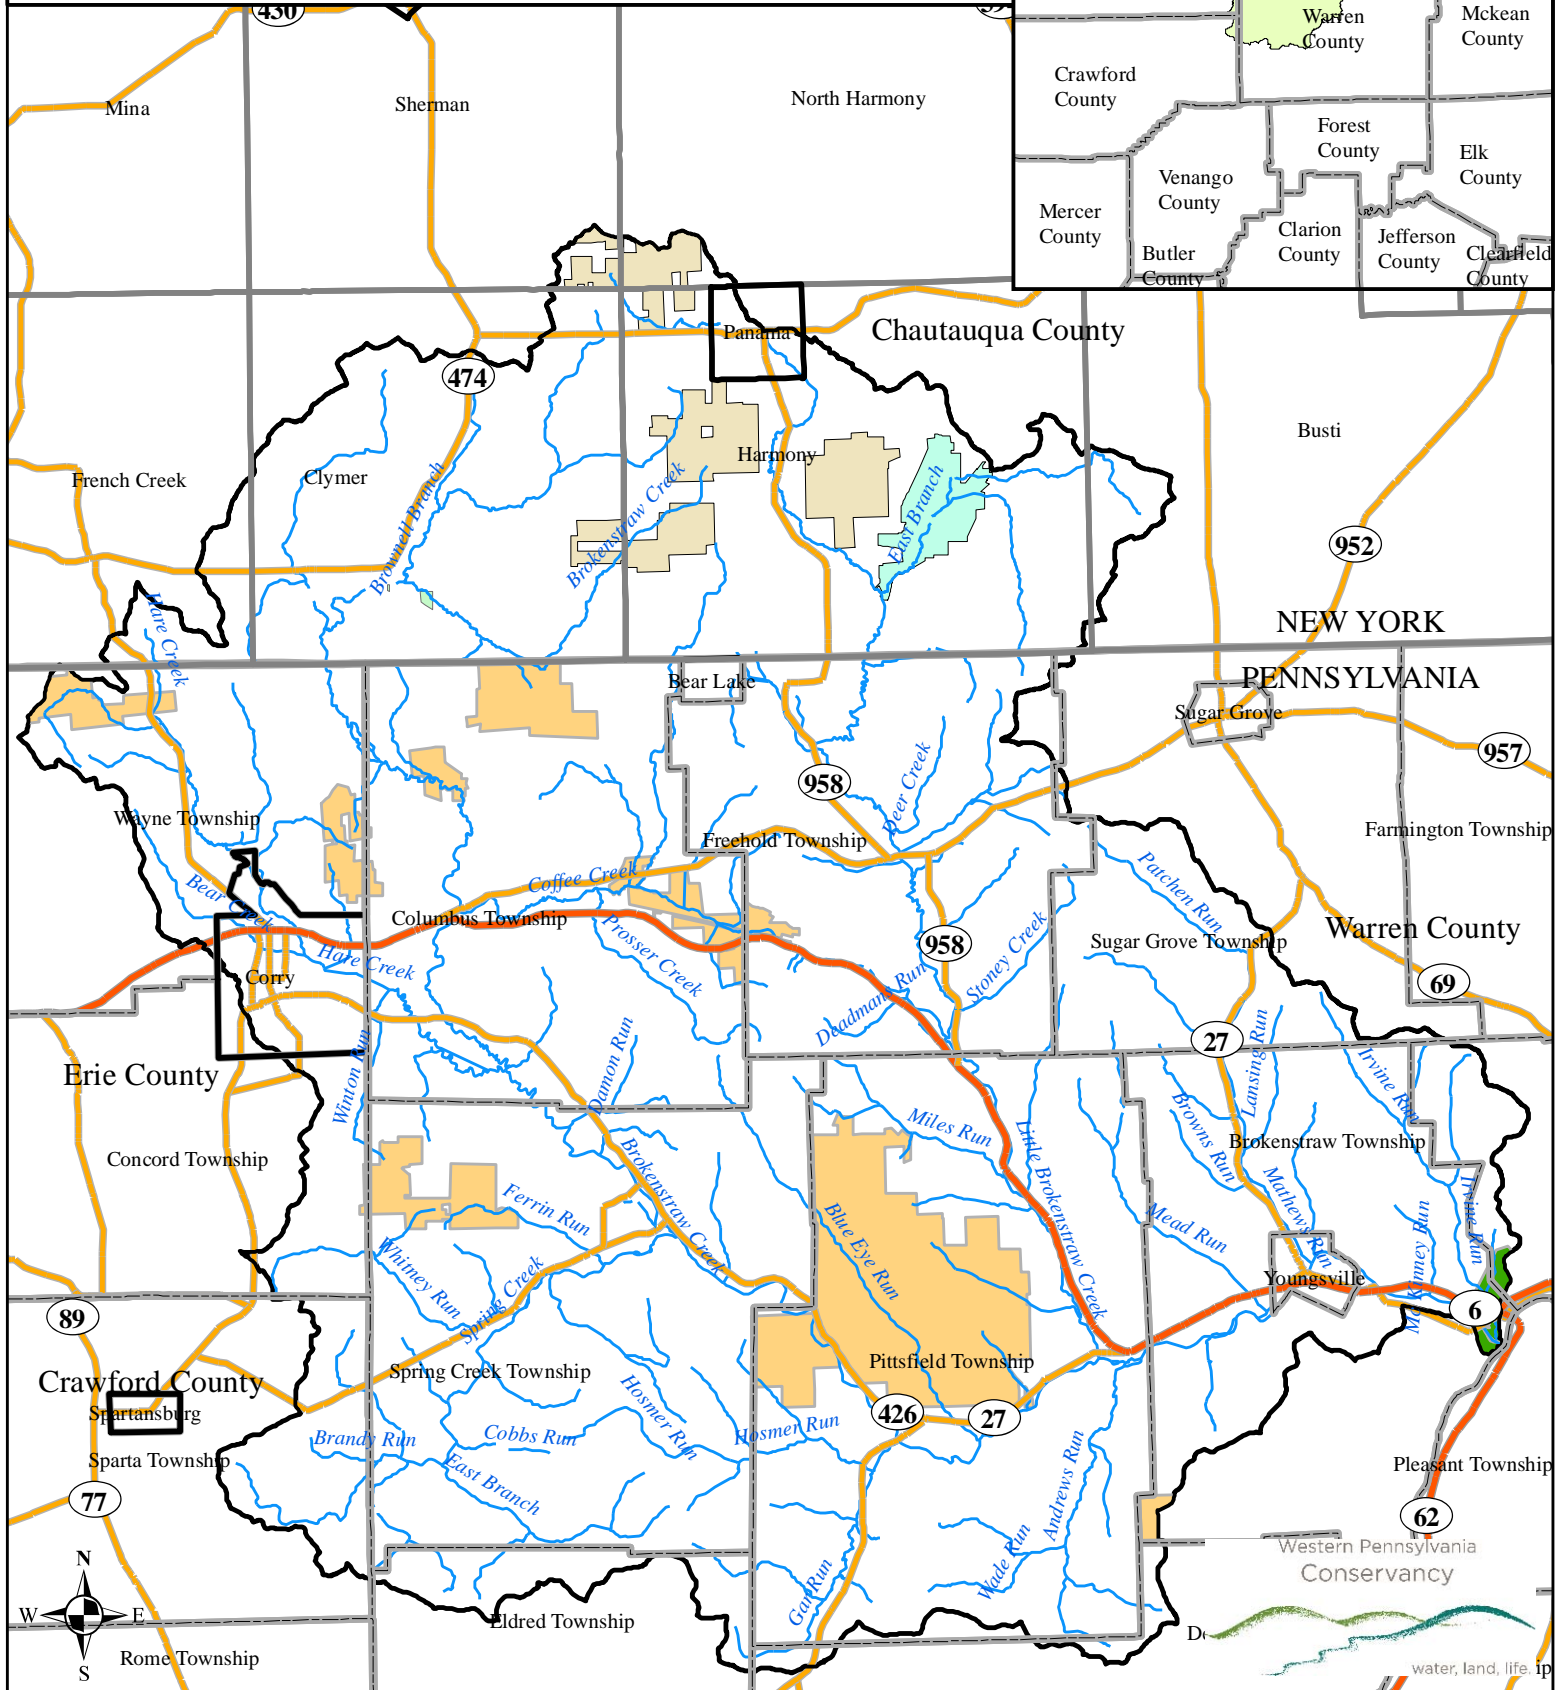 430
Warren
County
Mckean
County
Crawford
County
Mina
Sherman
North Harmony
Forest
County
Elk
County
Venango
County
Mercer
County
Clarion
County
Jefferson
County
Butler
County
Clearfield
County
Panama
Chautauqua County
474
Busti
Harmony
French Creek
Clymer
Brownell Branch
Brokenstraw Creek
East Branch
952
Hare Creek
NEW YORK
PENNSYLVANIA
Bear Lake
Sugar Grove
957
958
Deer Creek
Wayne Township
Freehold Township
Farmington Township
Coffee Creek
Patchen Run
Bear Creek
Columbus Township
Prosser Creek
958
Stoney Creek
Sugar Grove Township
Warren County
Hare Creek
Corry
Deadmans Run
69
27
Erie County
Winton Run
Damon Run
Lansing Run
Irvine Run
Miles Run
Little Brokenstraw Creek
Browns Run
Brokenstraw Township
Concord Township
Brokenstraw Creek
Ferrin Run
Blue Eye Run
Mead Run
Mathews Run
McKinney Run
Irvine Run
Whitney Run
Spring Creek
Youngsville
6
89
Crawford County
Spring Creek Township
Pittsfield Township
Spartansburg
Hosmer Run
426
27
Hosmer Run
Brandy Run
Cobbs Run
Sparta Township
East Branch
Andrews Run
Pleasant Township
77
62
Western Pennsylvania
Conservancy
N
W
E
S
Wade Run
Gar Run
Eldred Township
Rome Township
water, land, life.
ip